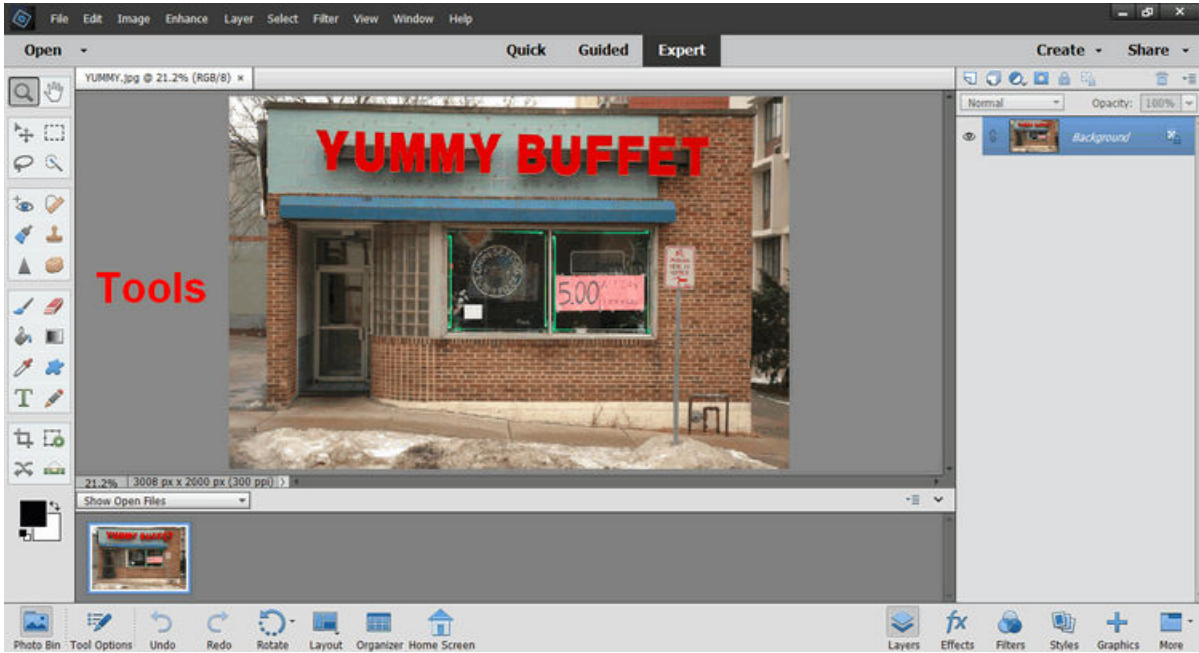 File Edit Image Enhance Layer Select Filter View Window Help
Open Quick Guided Expert Create Share
YUMMY.jpg @ 21.2% (RGB/8) ×
Normal Opacity: 100%
Background
YUMMY BUFFET
Tools
5.00
21.2% 3008 px x 2000 px (300 ppi)
Show Open Files
YUMMY BUFFET
Photo Bin Tool Options Undo Redo Rotate Layout Organizer Home Screen Layers Effects Filters Styles Graphics More